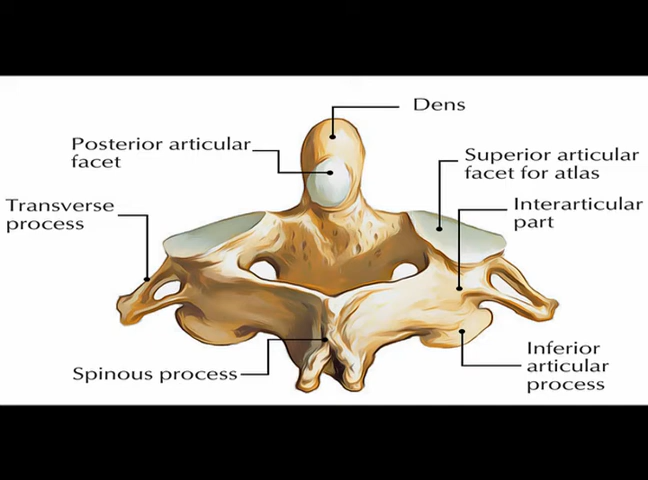 Dens
Posterior articular
facet
Superior articular
facet for atlas
Transverse
process
Interarticular
part
Spinous process
Inferior
articular
process